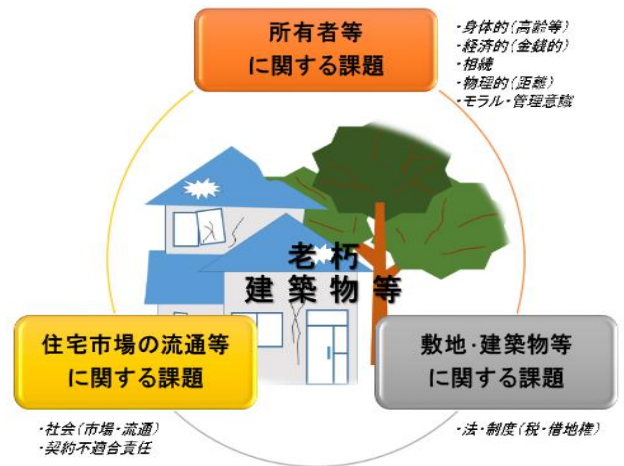 所有者等
に関する課題
・身体的(高齢等)
・経済的(金銭的)
・相続
・物理的(距離)
・モラル・管理意識
老朽
建築物等
住宅市場の流通等
に関する課題
・社会(市場・流通)
・契約不適合責任
敷地・建築物等
に関する課題
・法・制度(税・借地権)